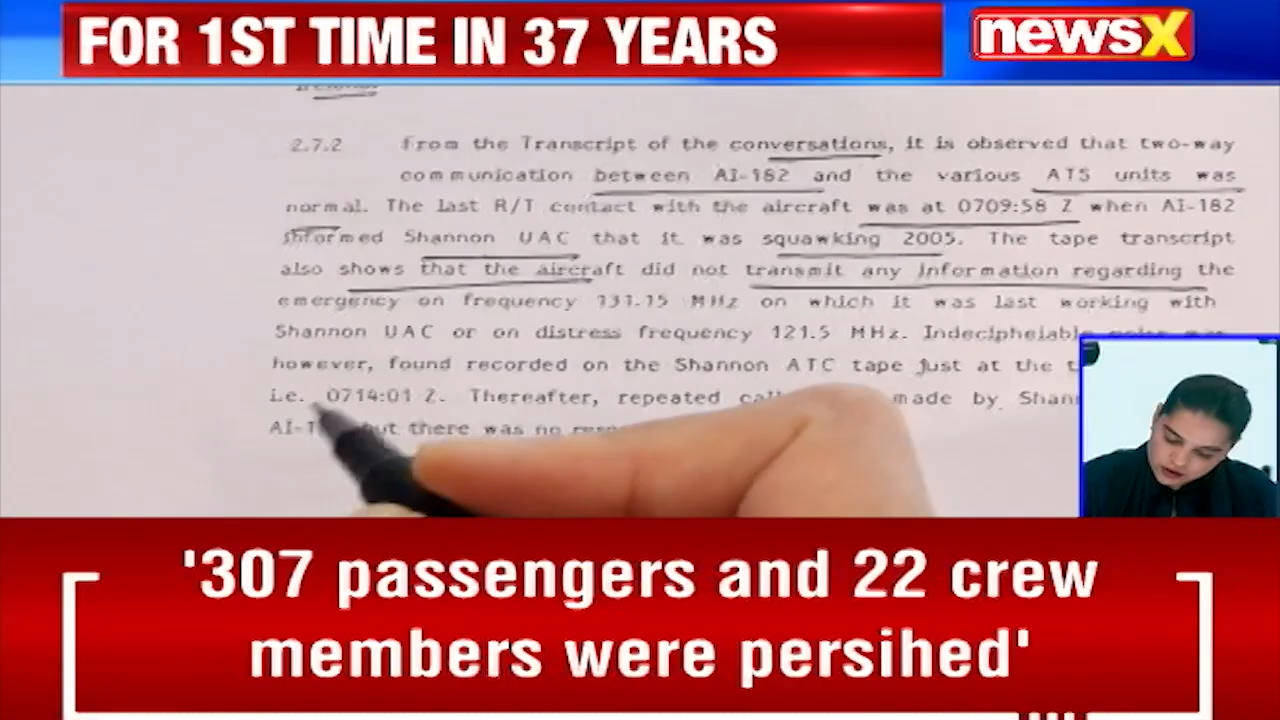 FOR 1ST TIME IN 37 YEARS
newsX
2.7.2 From the Transcript of the conversations, it is observed that two-way
communication between AI-182 and the various ATS units was
normal. The last R/T contact with the aircraft was at 0709:58 Z when AI-182
informed Shannon UAC that it was squawking 2005. The tape transcript
also shows that the aircraft did not transmit any information regarding the
emergency on frequency 131.15 MHz on which it was last working with
Shannon UAC or on distress frequency 121.5 MHz. Indecipheiable
however, found recorded on the Shannon ATC tape just at the
i.e. 0714:01 Z. Thereafter, repeated made by
but there was no
'307 passengers and 22 crew
members were persihed'